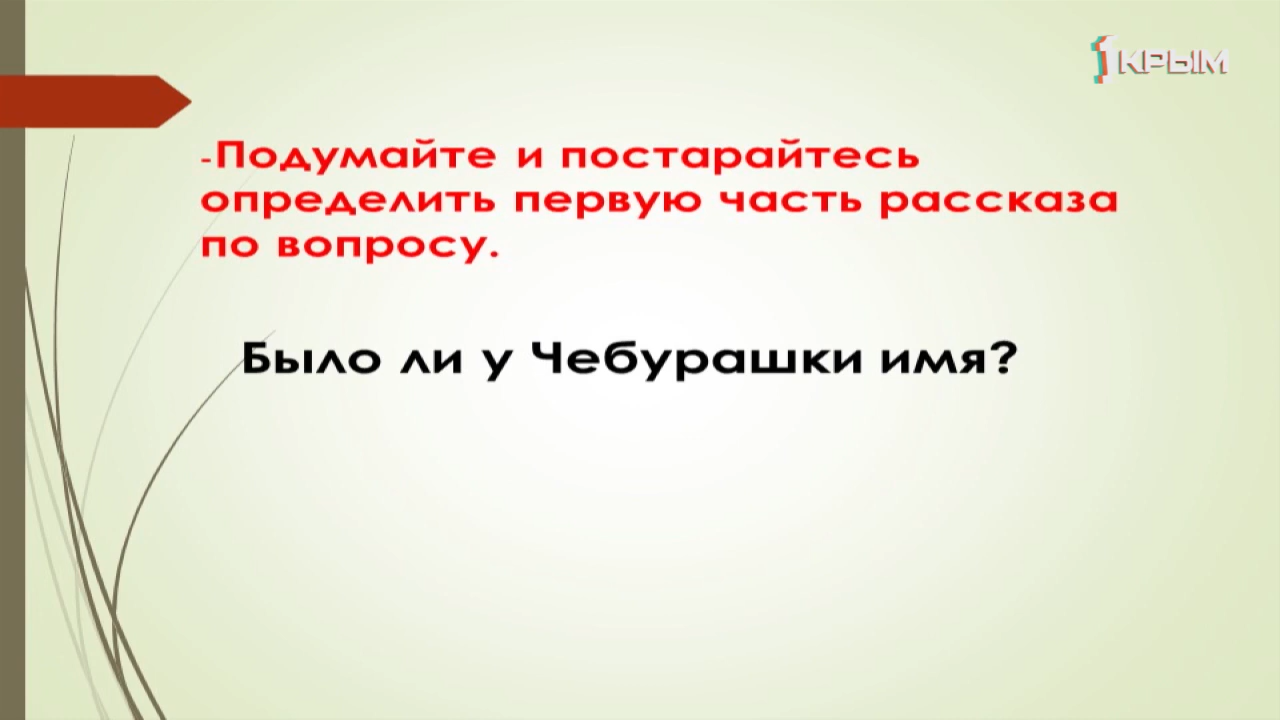 1КРЫМ
-Подумайте и постарайтесь
определить первую часть рассказа
по вопросу.
Было ли у Чебурашки имя?